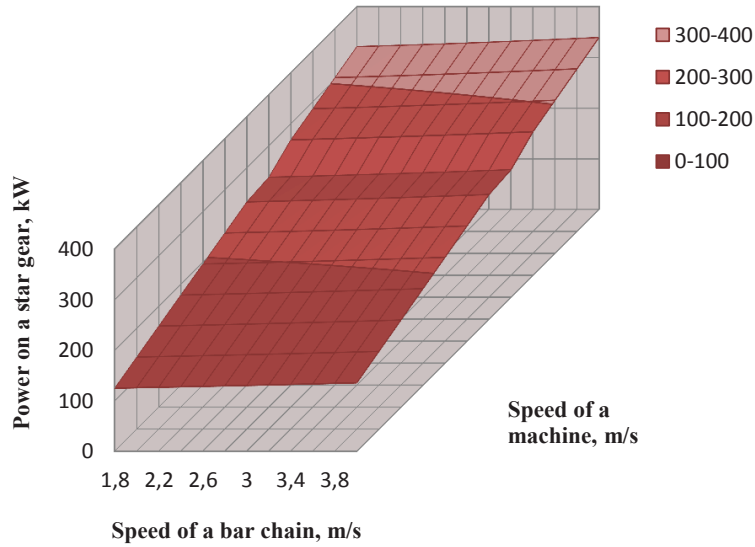 300-400
200-300
100-200
0-100
Power on a star gear, kW
400
300
200
100
0
1,8 2,2 2,6 3 3,4 3,8
Speed of a bar chain, m/s
Speed of a
machine, m/s